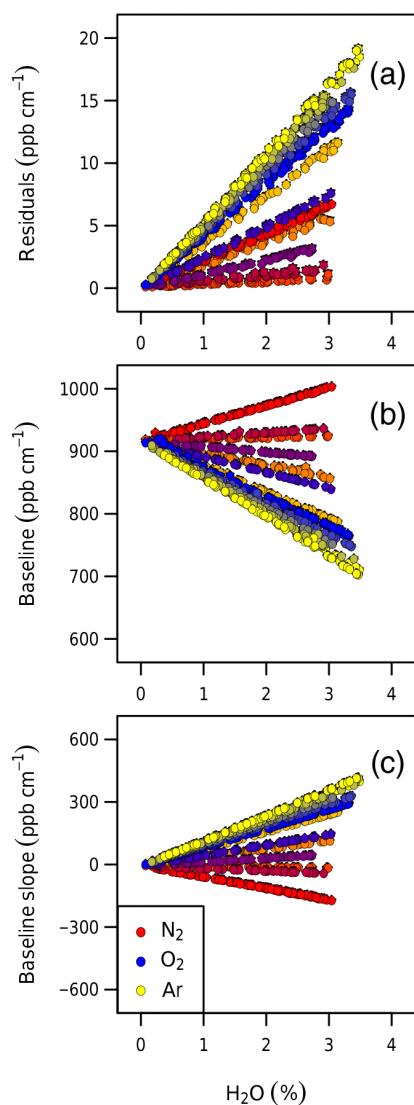 (a)
Residuals (ppb cm⁻¹)
20
15
10
5
0
0 1 2 3 4
(b)
Baseline (ppb cm⁻¹)
1000
900
800
700
600
0 1 2 3 4
(c)
Baseline slope (ppb cm⁻¹)
600
300
0
−300
−600
N₂
O₂
Ar
0 1 2 3 4
H₂O (%)